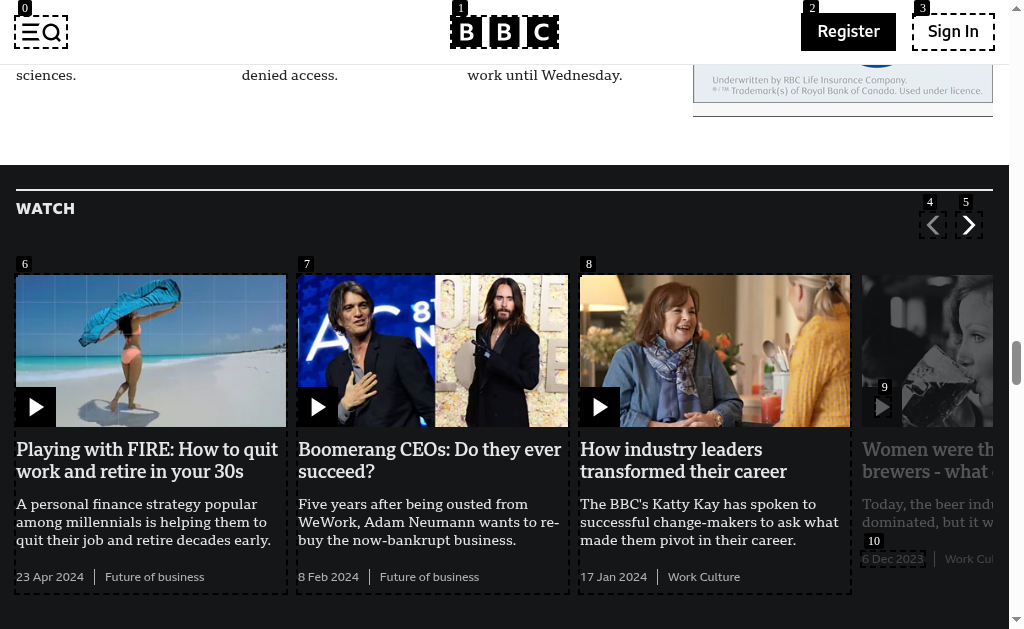 0
1
2
3
BBC
Register
Sign In
sciences.
denied access.
work until Wednesday.
Underwritten by RBC Life Insurance Company.
®/™ Trademark(s) of Royal Bank of Canada. Used under licence.
WATCH
4
5
6
7
8
9
Playing with FIRE: How to quit
work and retire in your 30s
A personal finance strategy popular
among millennials is helping them to
quit their job and retire decades early.
23 Apr 2024
Future of business
Boomerang CEOs: Do they ever
succeed?
Five years after being ousted from
WeWork, Adam Neumann wants to re-
buy the now-bankrupt business.
8 Feb 2024
Future of business
How industry leaders
transformed their career
The BBC's Katty Kay has spoken to
successful change-makers to ask what
made them pivot in their career.
17 Jan 2024
Work Culture
Women were th
brewers - what
Today, the beer indu
dominated, but it w
10
6 Dec 2023
Work Cul